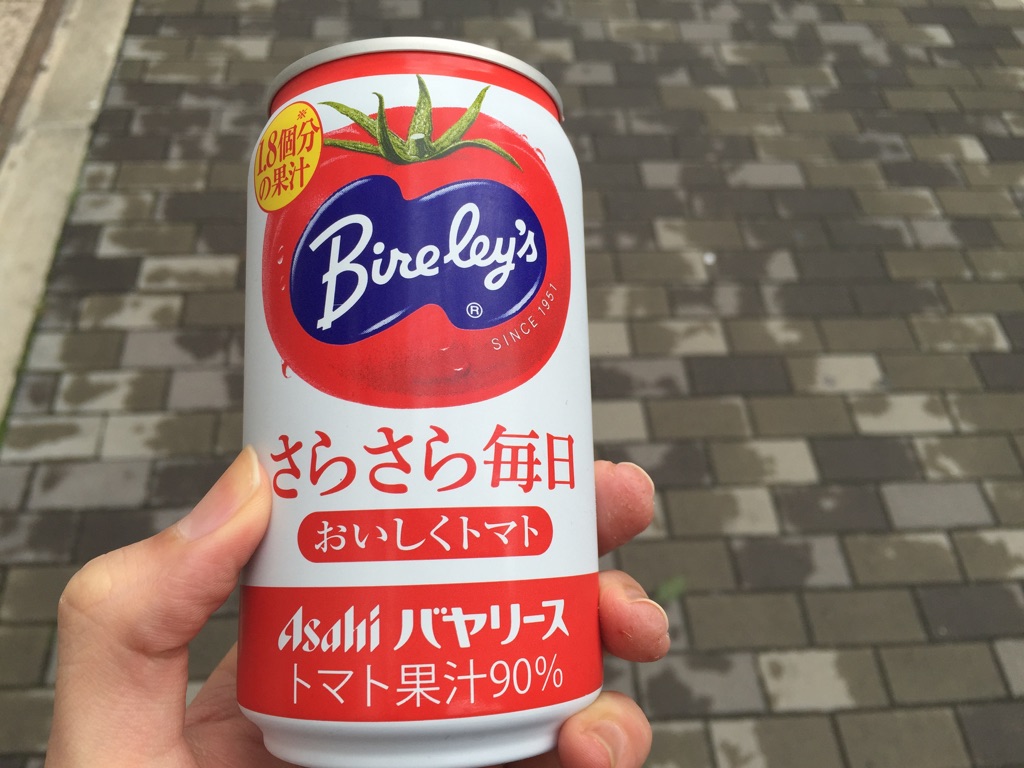 ※
1.8個分
の果汁
Bireley's
®
SINCE 1951
さらさら毎日
おいしくトマト
Asahi バヤリース
トマト果汁90%